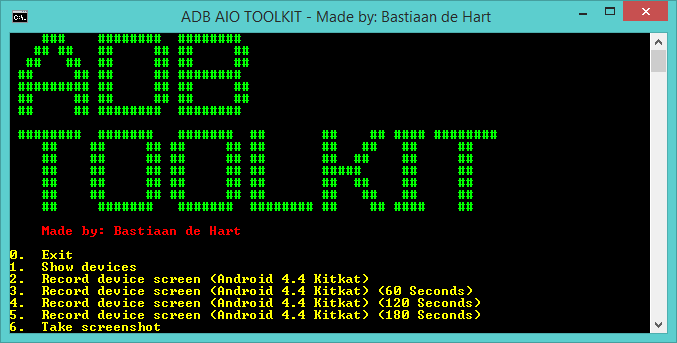 ADB AIO TOOLKIT - Made by: Bastiaan de Hart
ADB
TOOLKIT
Made by: Bastiaan de Hart
0. Exit
1. Show devices
2. Record device screen (Android 4.4 Kitkat)
3. Record device screen (Android 4.4 Kitkat) (60 Seconds)
4. Record device screen (Android 4.4 Kitkat) (120 Seconds)
5. Record device screen (Android 4.4 Kitkat) (180 Seconds)
6. Take screenshot